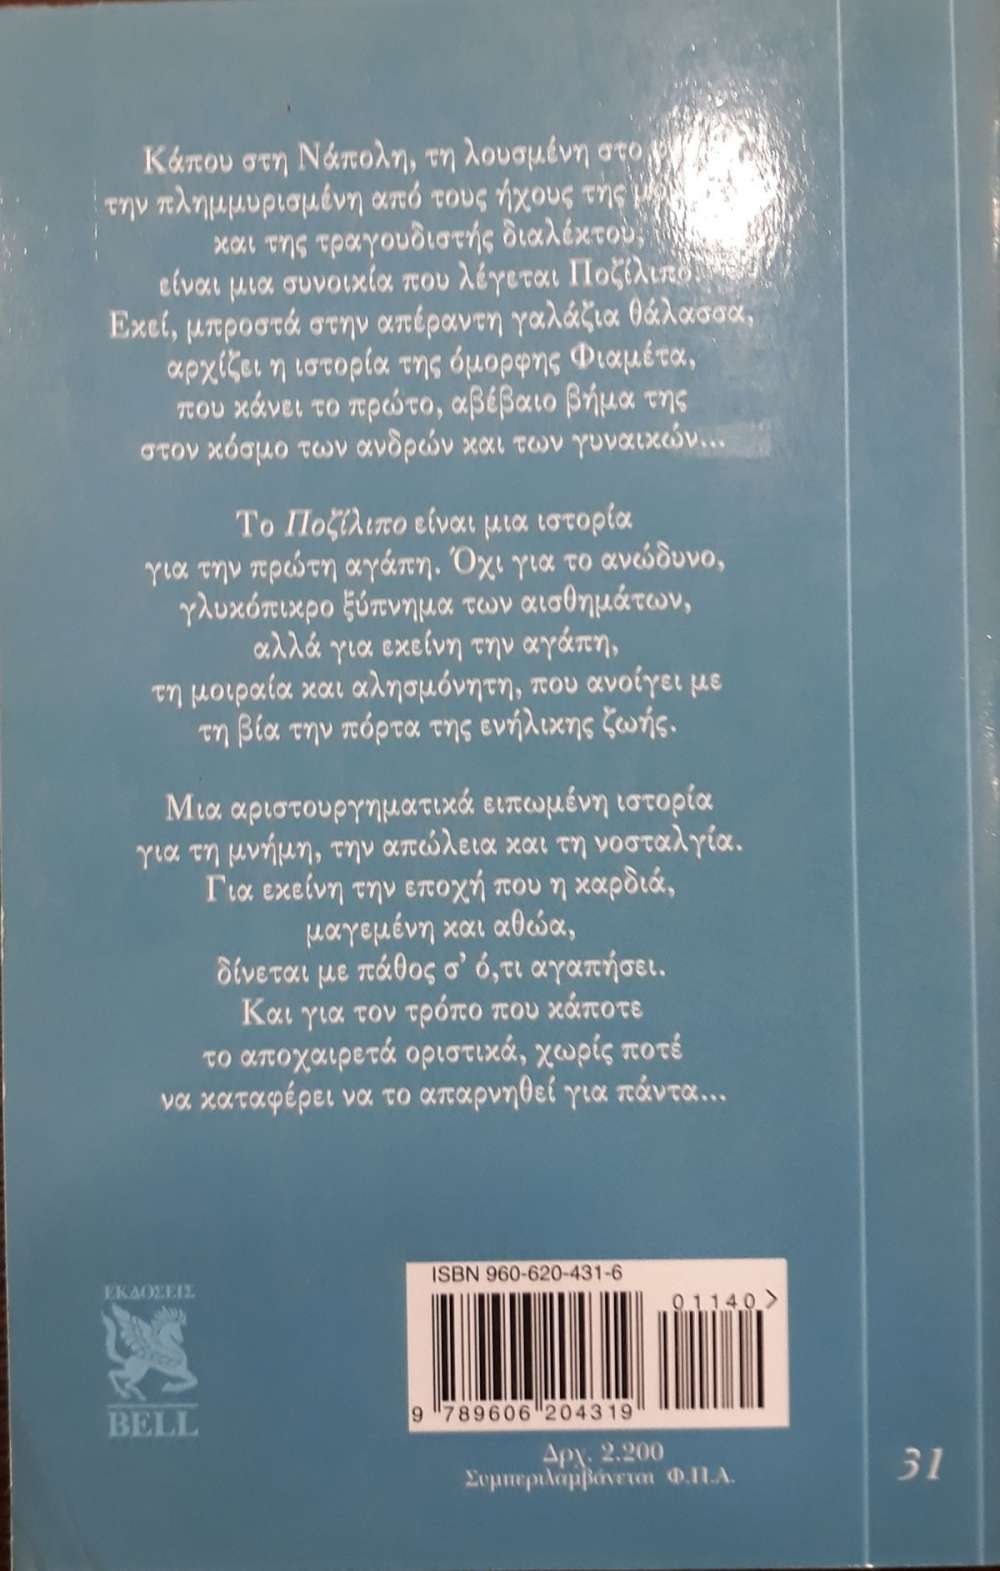 Κάπου στη Νάπολη, τη λουσμένη στο
την πλημμυρισμένη από τους ήχους της
και της τραγουδιστής διαλέκτου,
είναι μια συνοικία που λέγεται Ποζίλιπο.
Εκεί, μπροστά στην απέραντη γαλάζια θάλασσα,
αρχίζει η ιστορία της όμορφης Φιαμέτα,
που κάνει το πρώτο, αβέβαιο βήμα της
στον κόσμο των ανδρών και των γυναικών...
Το Ποζίλιπο είναι μια ιστορία
για την πρώτη αγάπη. Όχι για το ανώδυνο,
γλυκόπικρο ξύπνημα των αισθημάτων,
αλλά για εκείνη την αγάπη,
τη μοιραία και αλησμόνητη, που ανοίγει με
τη βία την πόρτα της ενήλικης ζωής.
Μια αριστουργηματικά ειπωμένη ιστορία
για τη μνήμη, την απώλεια και τη νοσταλγία.
Για εκείνη την εποχή που η καρδιά,
μαγεμένη και αθώα,
δίνεται με πάθος σ' ό,τι αγαπήσει.
Και για τον τρόπο που κάποτε
το αποχαιρετά οριστικά, χωρίς ποτέ
να καταφέρει να το απαρνηθεί για πάντα...
ΕΚΔΟΣΕΙΣ
BELL
ISBN 960-620-431-6
01140>
9 789606 204319
Δρχ. 2.200
Συμπεριλαμβάνεται Φ.Π.Α.
31